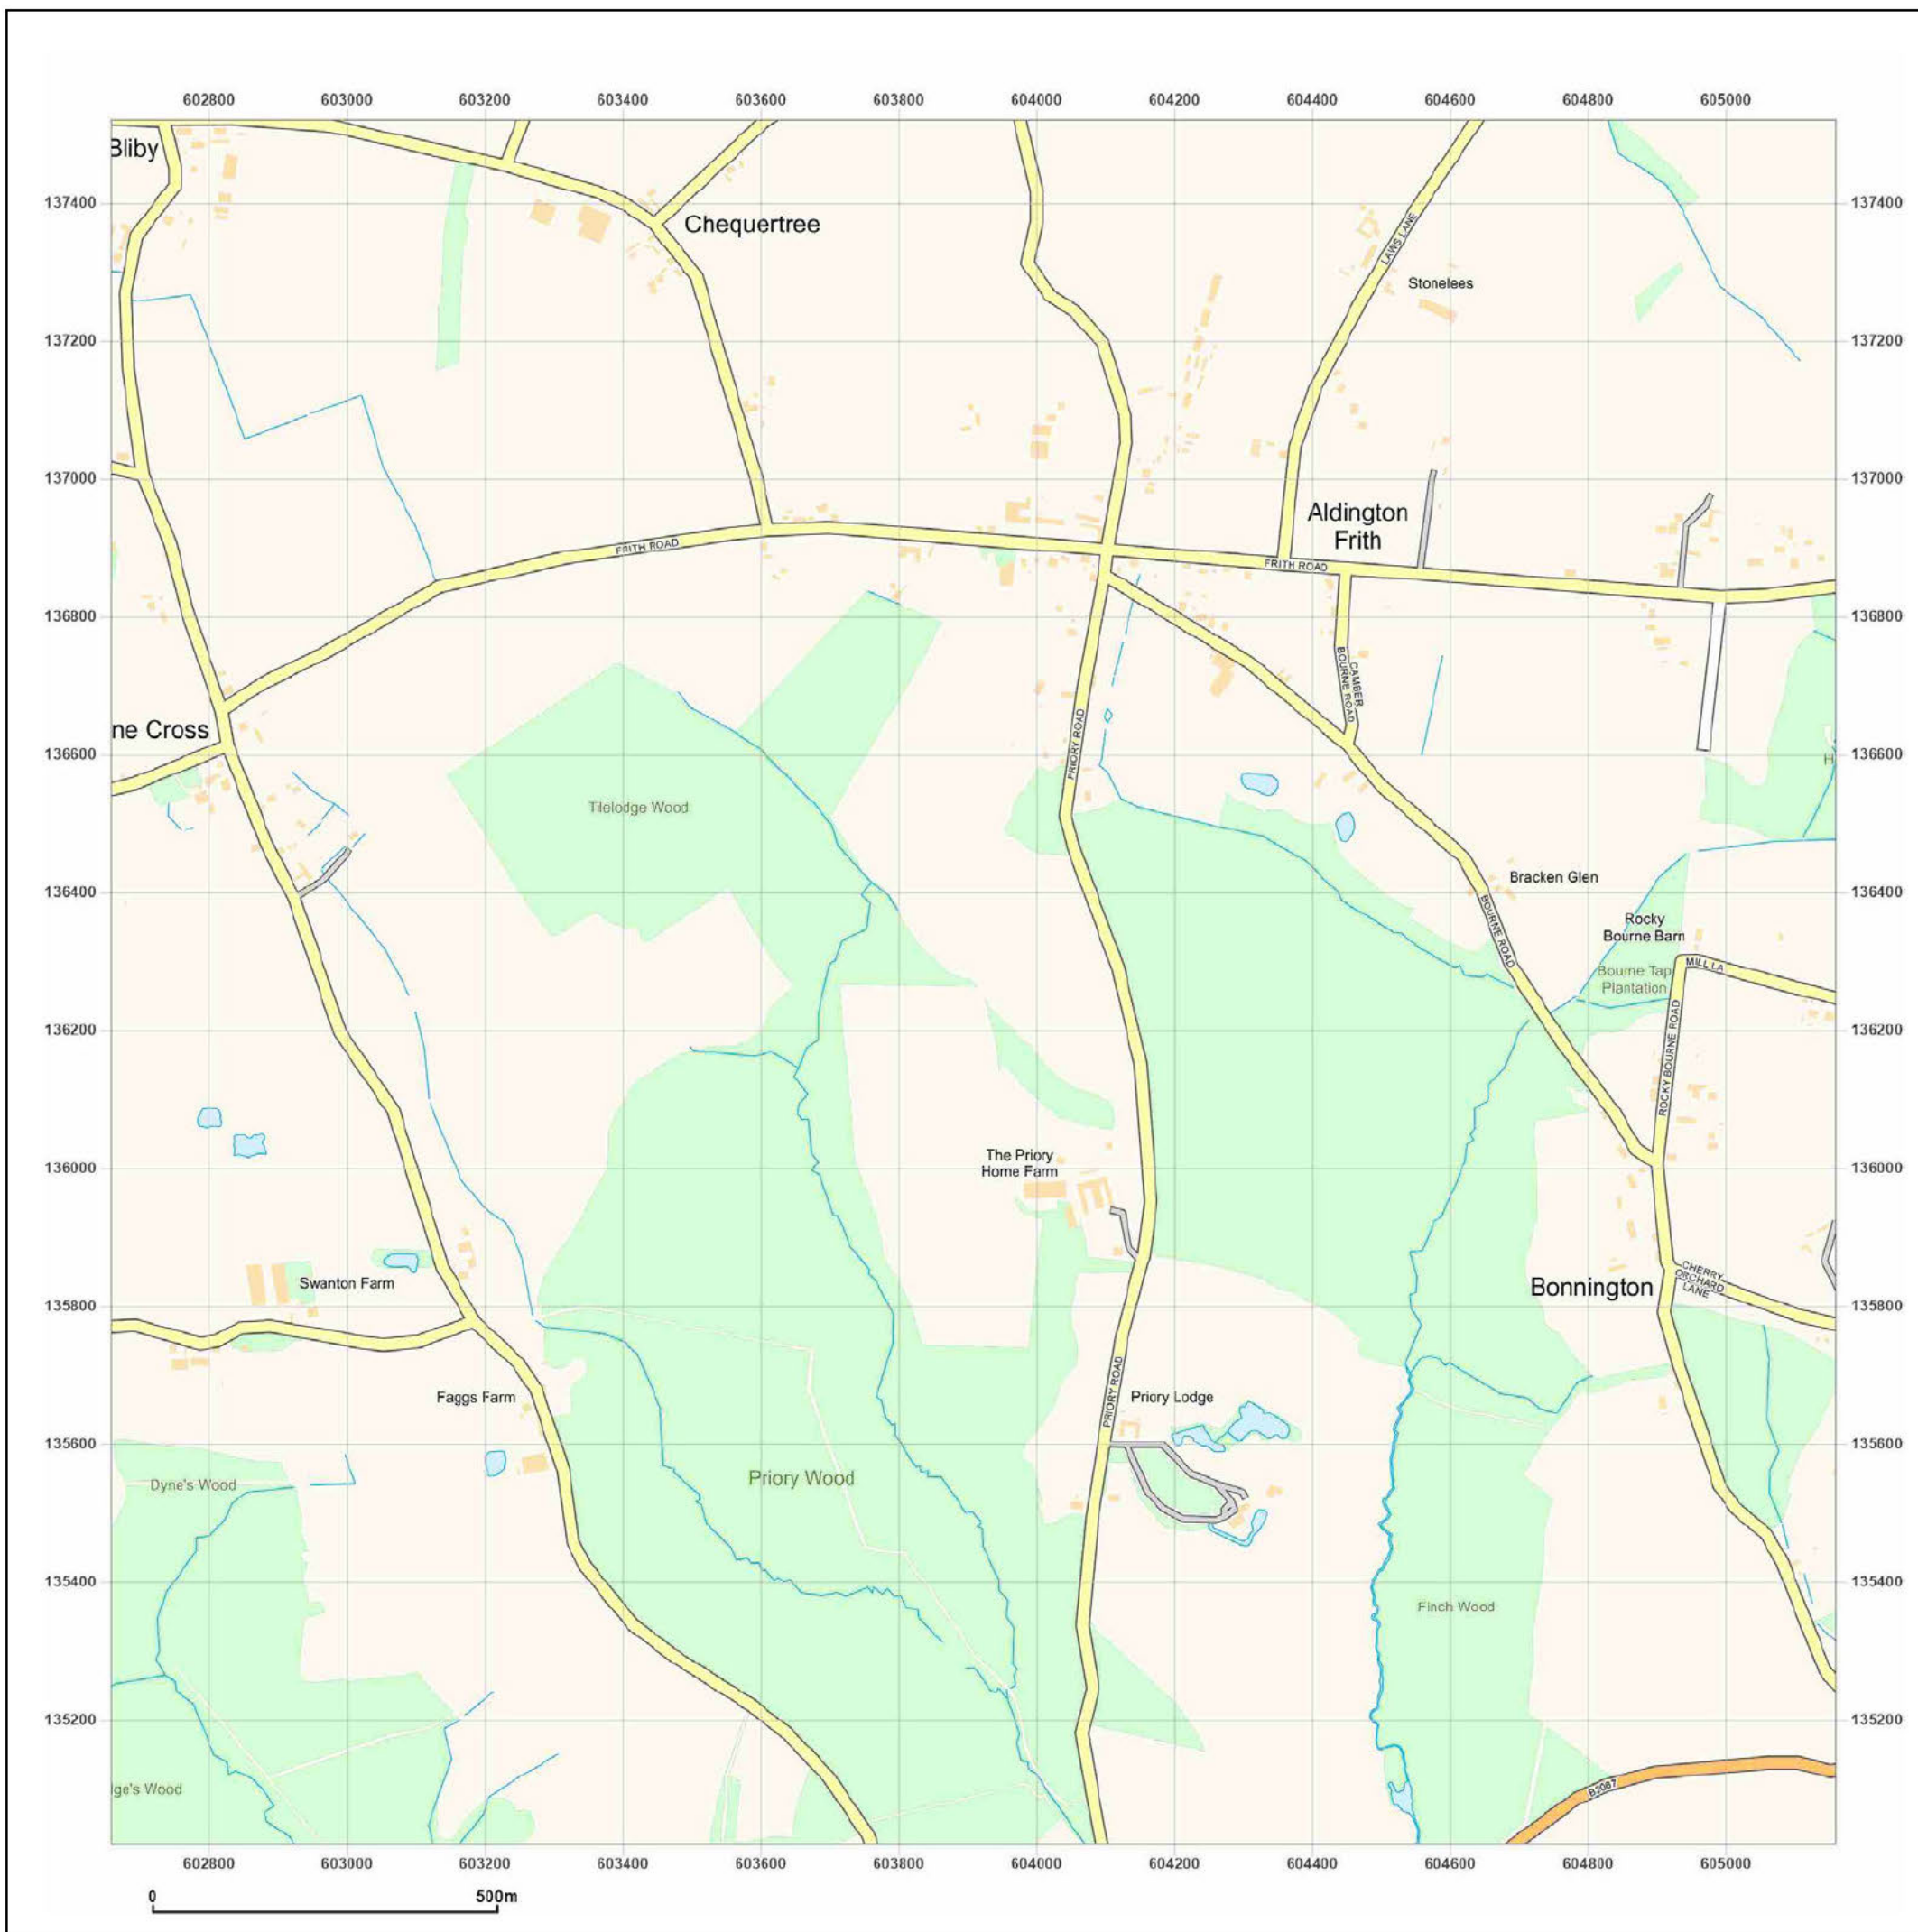 602800 603000 603200 603400 603600 603800 604000 604200 604400 604600 604800 605000
Bliby
137400
137400
Chequertree
LAWS LANE
Stonelees
137200
137200
137000
137000
Aldington
Frith
FRITH ROAD
FRITH ROAD
136800
136800
CAMBER
BOURNE ROAD
PRIORY ROAD
ne Cross
136600
136600
H
Tilelodge Wood
Bracken Glen
136400
136400
BOURNE ROAD
Rocky
Bourne Barn
MILL LA
Bourne Tap
Plantation
136200
136200
ROCKY BOURNE ROAD
The Priory
Home Farm
136000
136000
Swanton Farm
CHERRY
ORCHARD
LANE
Bonnington
135800
135800
PRIORY ROAD
Faggs Farm
Priory Lodge
135600
135600
Dyne's Wood
Priory Wood
135400
135400
Finch Wood
135200
135200
lge's Wood
B2067
602800 603000 603200 603400 603600 603800 604000 604200 604400 604600 604800 605000
0 500m